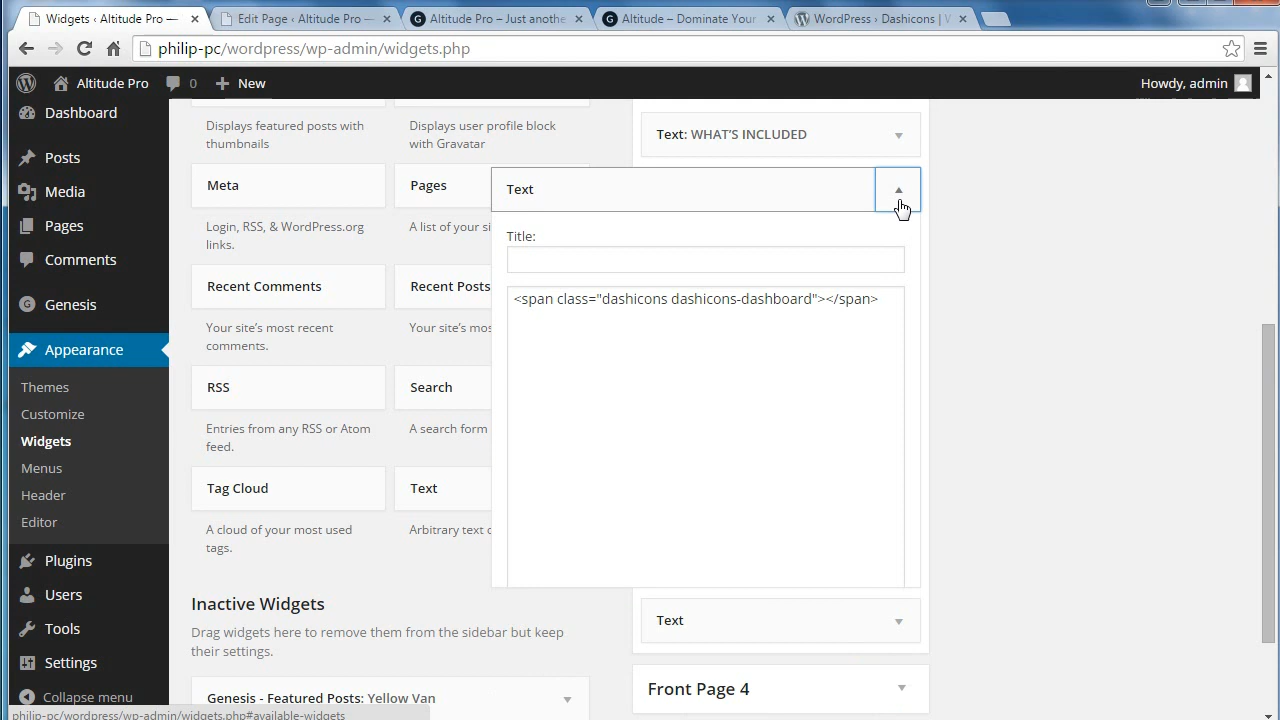 Widgets ‹ Altitude Pro —
Edit Page ‹ Altitude Pro —
Altitude Pro – Just anothe
Altitude – Dominate Your
WordPress › Dashicons |
philip-pc/wordpress/wp-admin/widgets.php
Altitude Pro
0
New
Howdy, admin
Dashboard
Posts
Media
Pages
Comments
Genesis
Appearance
Themes
Customize
Widgets
Menus
Header
Editor
Plugins
Users
Tools
Settings
Collapse menu
Displays featured posts with
thumbnails
Displays user profile block
with Gravatar
Meta
Pages
Login, RSS, & WordPress.org
links.
A list of your si
Recent Comments
Recent Posts
Your site's most recent
comments.
Your site's mos
RSS
Search
Entries from any RSS or Atom
feed.
A search form
Tag Cloud
Text
A cloud of your most used
tags.
Arbitrary text o
Inactive Widgets
Drag widgets here to remove them from the sidebar but keep
their settings.
Genesis - Featured Posts: Yellow Van
Text: WHAT'S INCLUDED
Text
Title:
<span class="dashicons dashicons-dashboard"></span>
Text
Front Page 4
philip-pc/wordpress/wp-admin/widgets.php#available-widgets